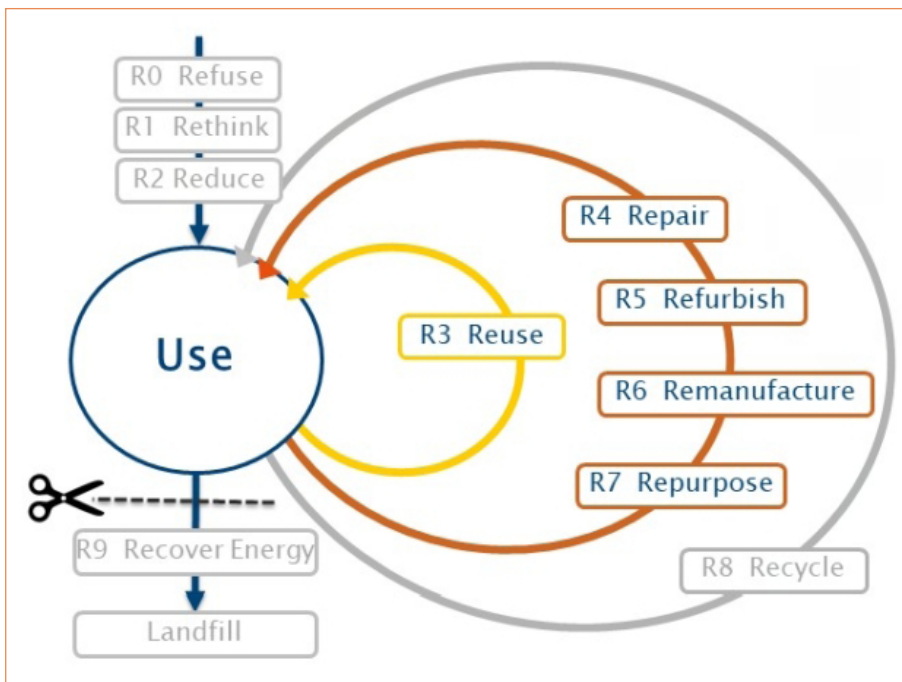 R0 Refuse
R1 Rethink
R2 Reduce
Use
R3 Reuse
R4 Repair
R5 Refurbish
R6 Remanufacture
R7 Repurpose
R8 Recycle
R9 Recover Energy
Landfill